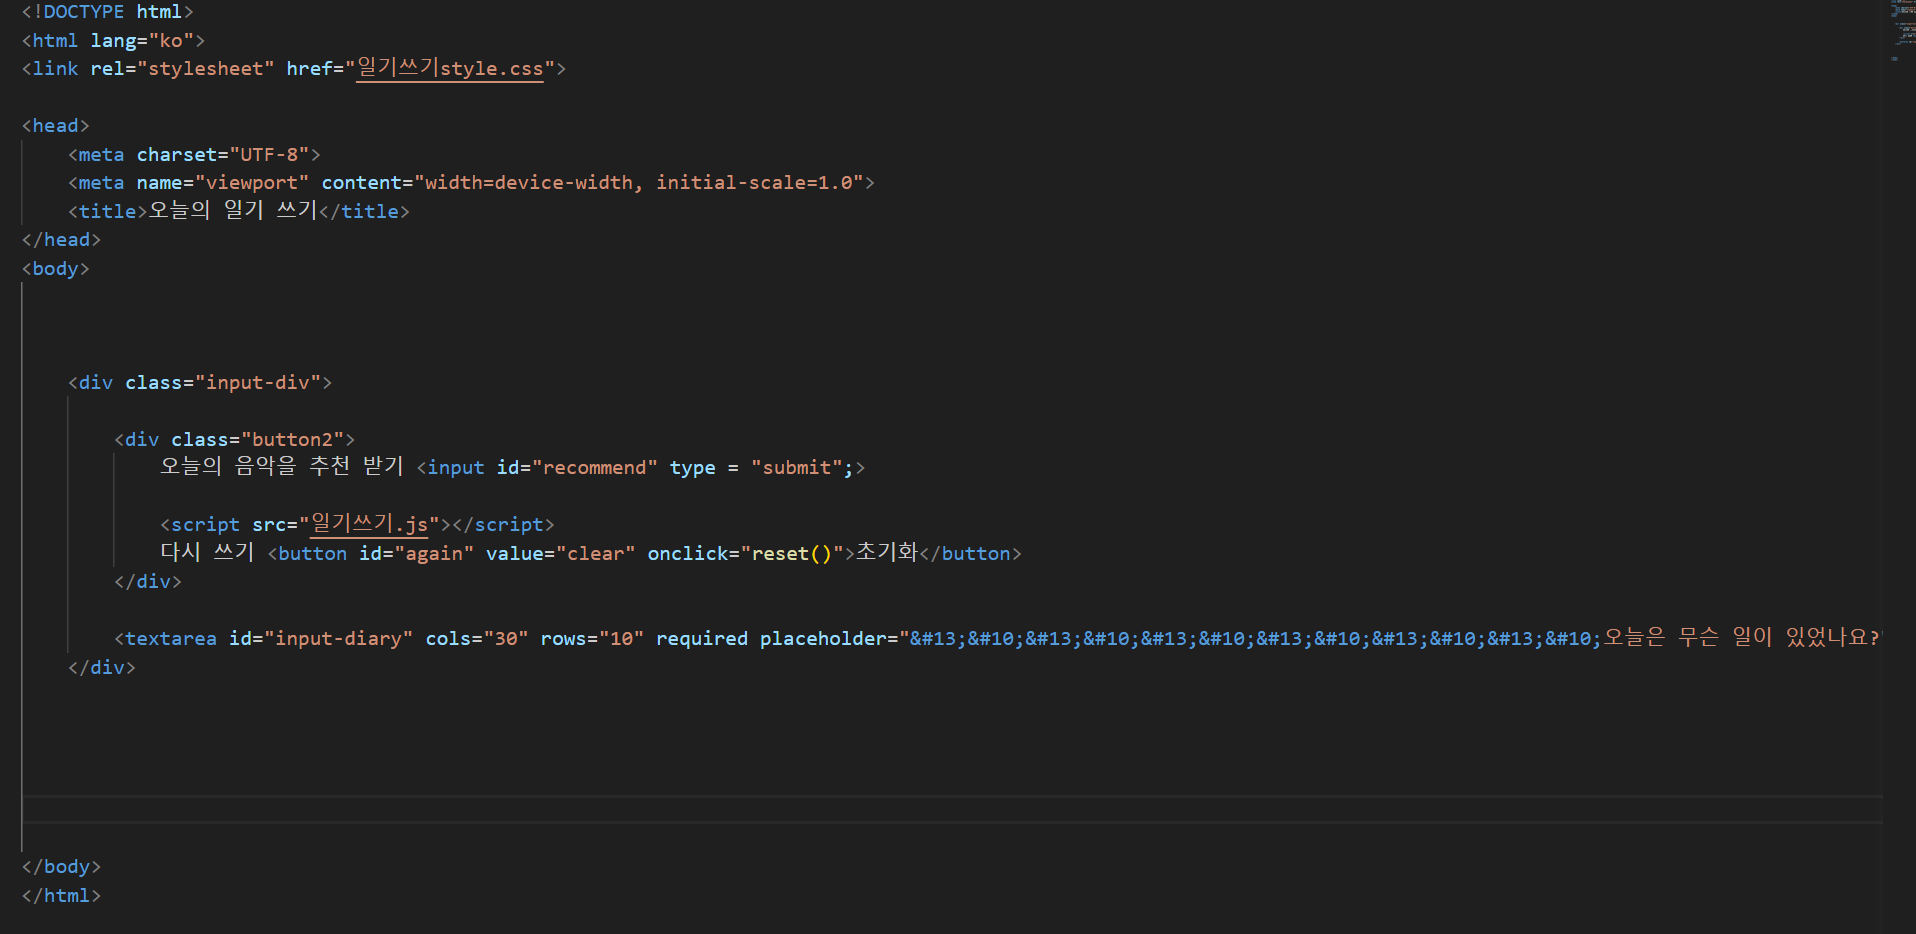 <!DOCTYPE html>
<html lang="ko">
<link rel="stylesheet" href="일기쓰기style.css">
<head>
<meta charset="UTF-8">
<meta name="viewport" content="width=device-width, initial-scale=1.0">
<title>오늘의 일기 쓰기</title>
</head>
<body>
<div class="input-div">
<div class="button2">
오늘의 음악을 추천 받기 <input id="recommend" type = "submit";>
<script src="일기쓰기.js"></script>
다시 쓰기 <button id="again" value="clear" onclick="reset()">초기화</button>
</div>
<textarea id="input-diary" cols="30" rows="10" required placeholder="&#13;&#10;&#13;&#10;&#13;&#10;&#13;&#10;&#13;&#10;&#13;&#10;오늘은 무슨 일이 있었나요?
</div>
</body>
</html>